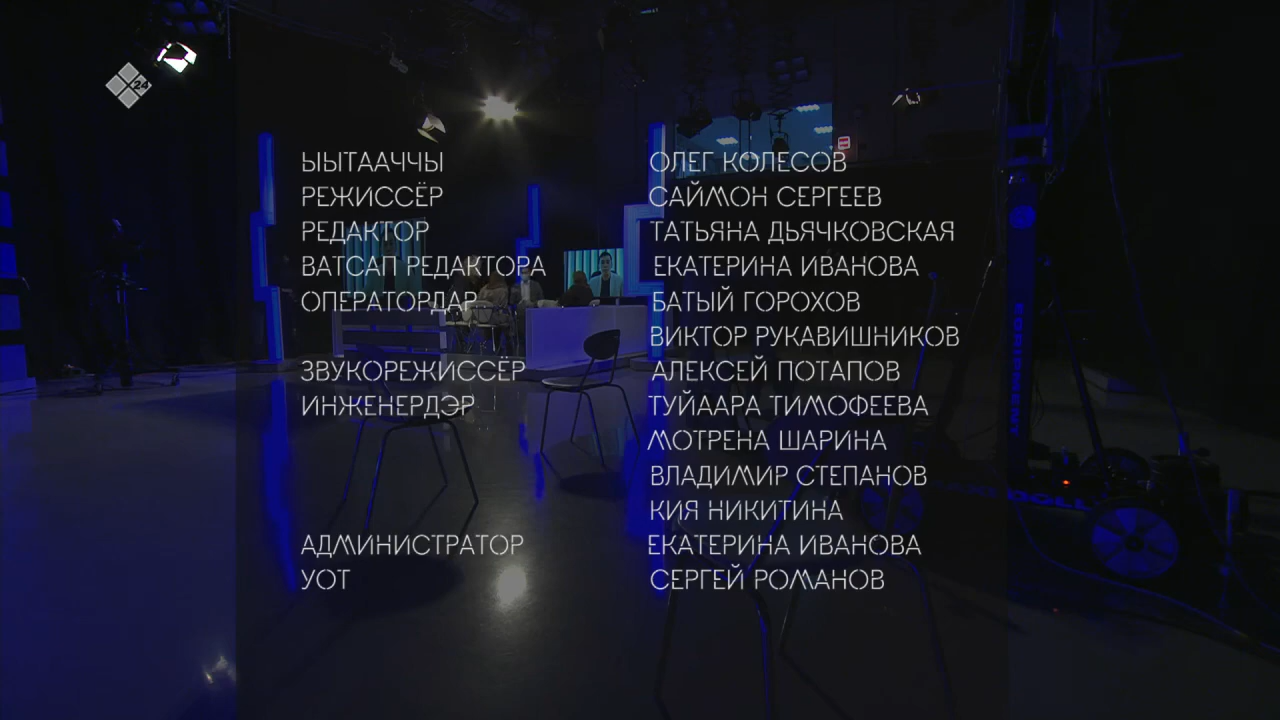 Х24
ЫЫТААЧЧЫ ОЛЕГ КОЛЕСОВ
РЕЖИССЁР САЙМОН СЕРГЕЕВ
РЕДАКТОР ТАТЬЯНА ДЬЯЧКОВСКАЯ
ВАТСАП РЕДАКТОРА ЕКАТЕРИНА ИВАНОВА
ОПЕРАТОРДАР БАТЫЙ ГОРОХОВ
ВИКТОР РУКАВИШНИКОВ
ЗВУКОРЕЖИССЁР АЛЕКСЕЙ ПОТАПОВ
ИНЖЕНЕРДЭР ТУЙААРА ТИМОФЕЕВА
МОТРЕНА ШАРИНА
ВЛАДИМИР СТЕПАНОВ
КИЯ НИКИТИНА
АДМИНИСТРАТОР ЕКАТЕРИНА ИВАНОВА
УОТ СЕРГЕЙ РОМАНОВ